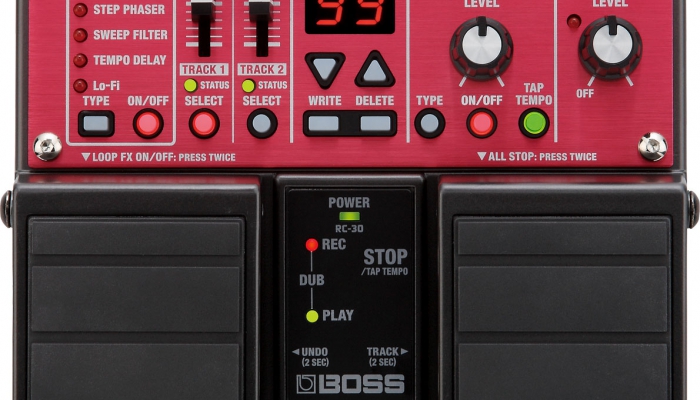 STEP PHASER
SWEEP FILTER
TEMPO DELAY
Lo-Fi
TYPE
ON/OFF
TRACK 1
STATUS
SELECT
TRACK 2
STATUS
SELECT
99
WRITE
DELETE
LEVEL
TYPE
ON/OFF
TAP
TEMPO
LEVEL
OFF
▼LOOP FX ON/OFF: PRESS TWICE
▼ALL STOP: PRESS TWICE
POWER
RC-30
REC
STOP
/TAP TEMPO
DUB
PLAY
◄UNDO
(2 SEC)
TRACK►
(2 SEC)
BOSS